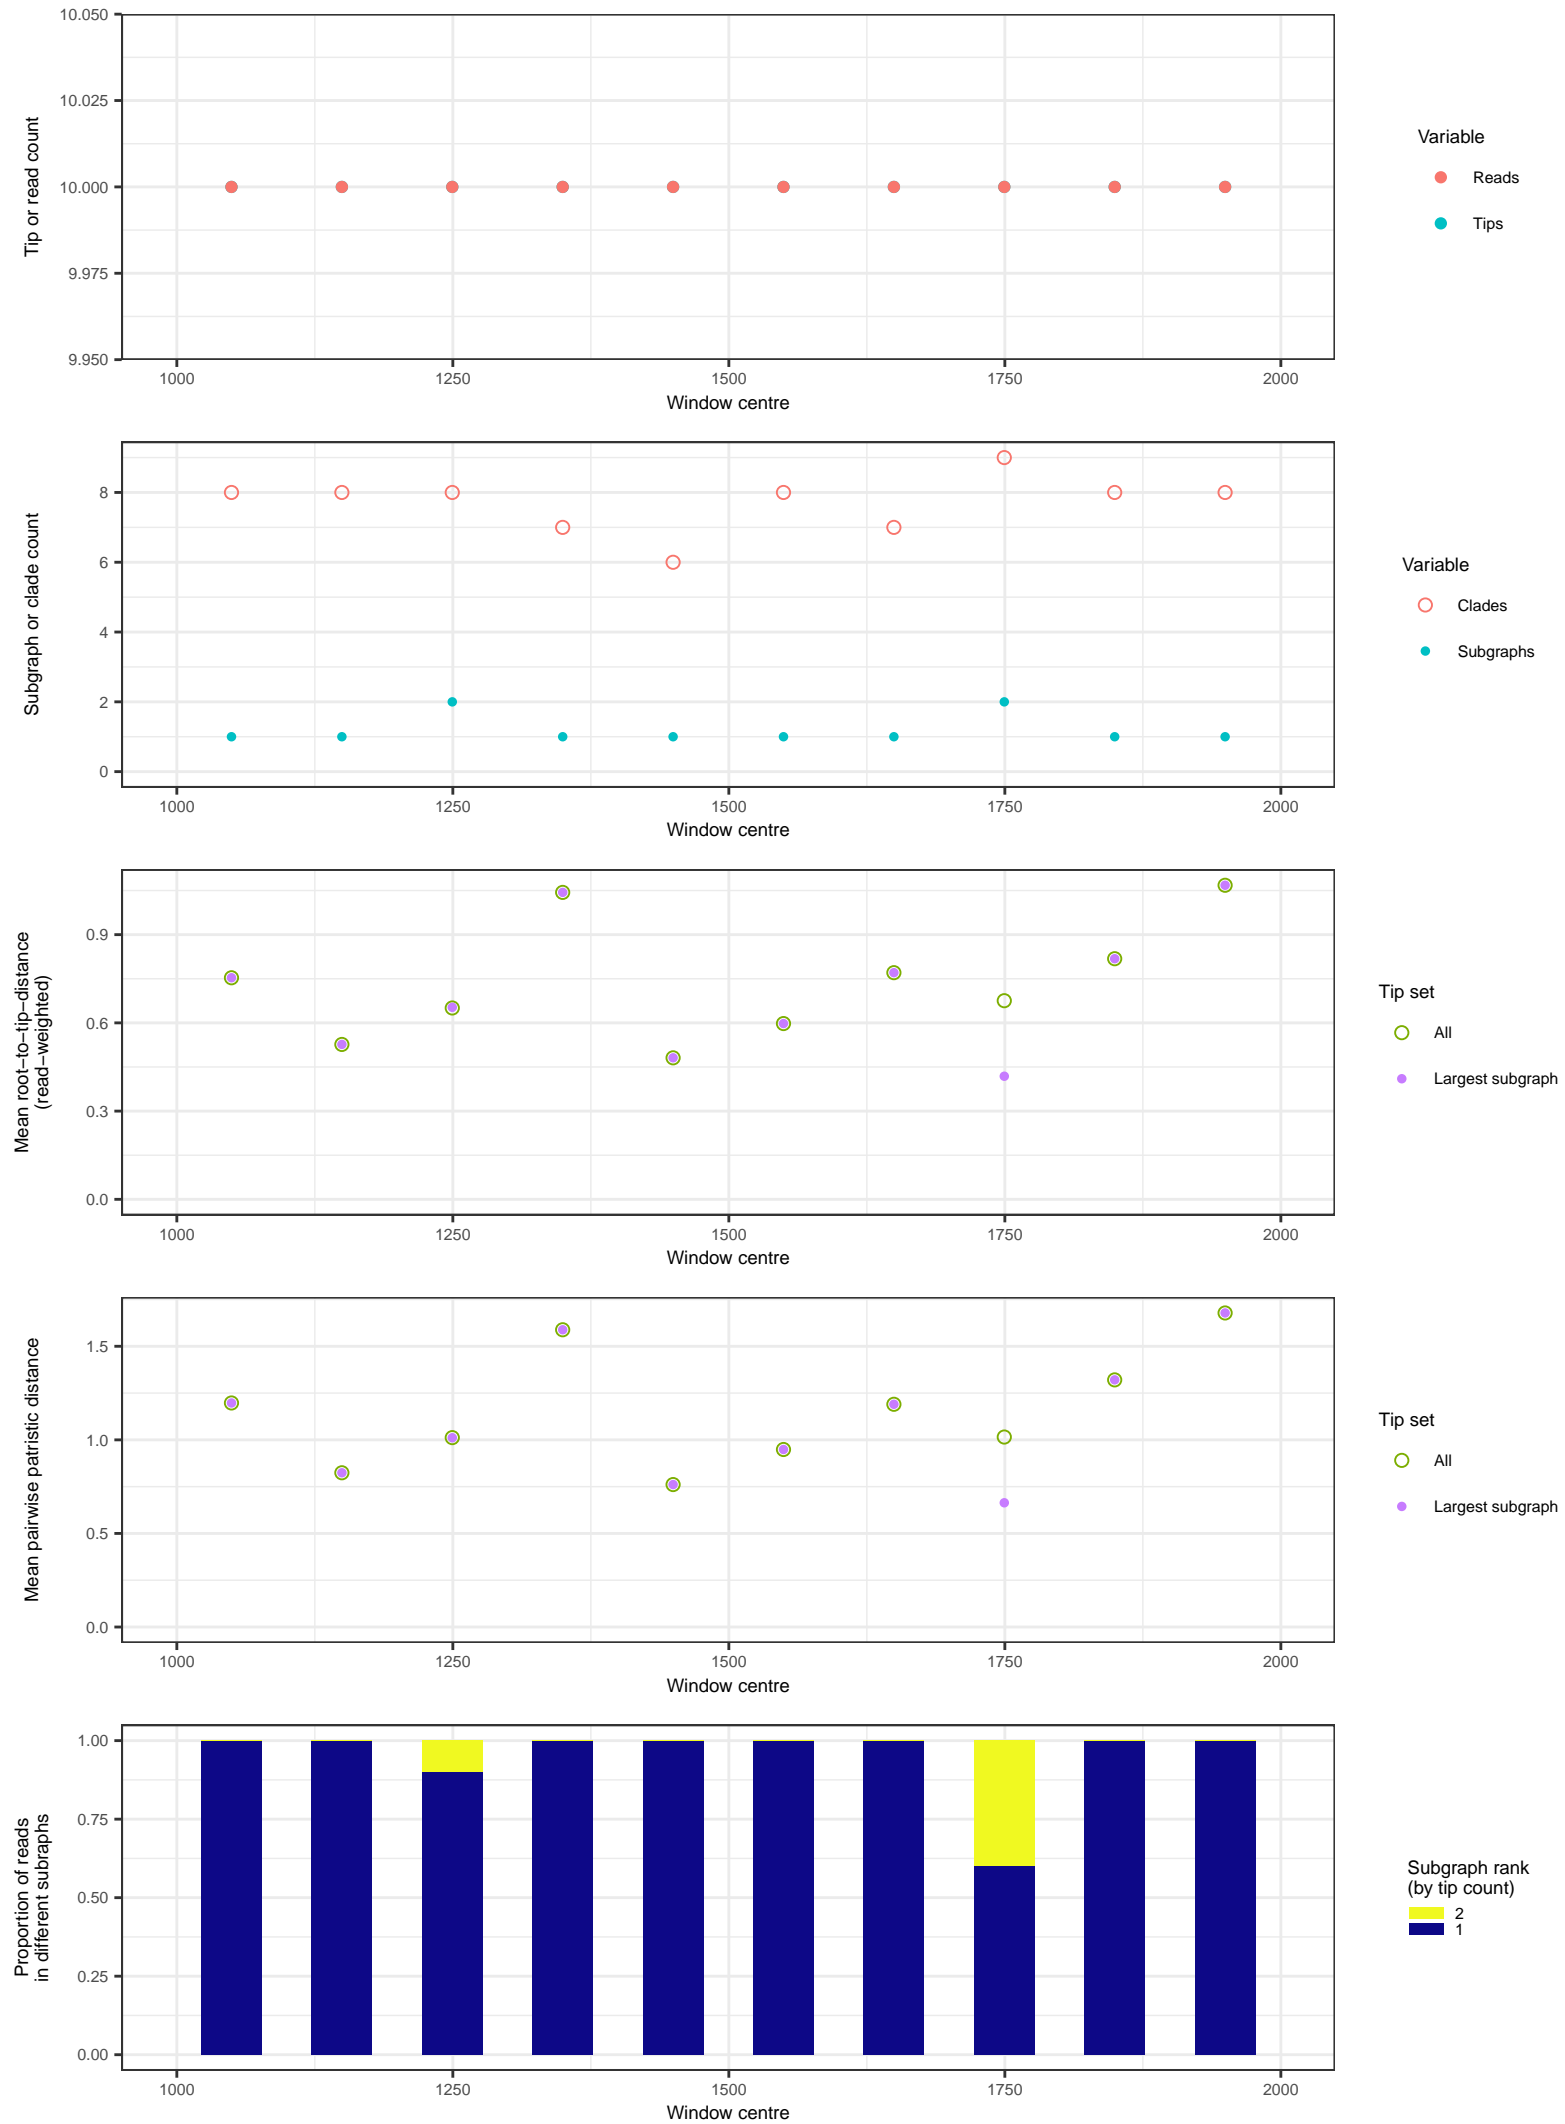 10.050
10.025
10.000
9.975
9.950
Tip or read count
1000 1250 1500 1750 2000
Window centre
Variable
Reads
Tips
8
6
4
2
0
Subgraph or clade count
1000 1250 1500 1750 2000
Window centre
Variable
Clades
Subgraphs
0.9
0.6
0.3
0.0
Mean root−to−tip−distance
(read−weighted)
1000 1250 1500 1750 2000
Window centre
Tip set
All
Largest subgraph
1.5
1.0
0.5
0.0
Mean pairwise patristic distance
1000 1250 1500 1750 2000
Window centre
Tip set
All
Largest subgraph
1.00
0.75
0.50
0.25
0.00
Proportion of reads
in different subraphs
1000 1250 1500 1750 2000
Window centre
Subgraph rank
(by tip count)
2
1